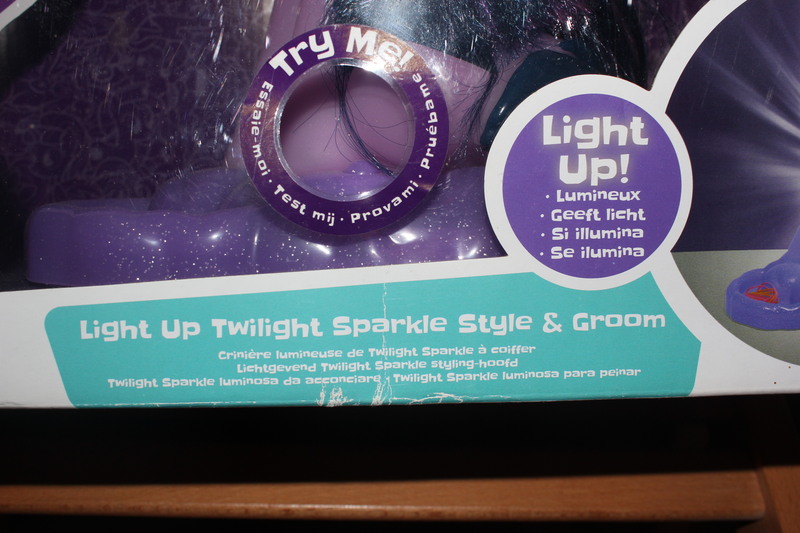 Try Me!
Essaie-moi · Test mij · Provami · Pruébame
Light
Up!
· Lumineux
· Geeft licht
· Si illumina
· Se ilumina
Light Up Twilight Sparkle Style & Groom
Crinière lumineuse de Twilight Sparkle à coiffer
Lichtgevend Twilight Sparkle styling-hoofd
Twilight Sparkle luminosa da acconciare · Twilight Sparkle luminosa para peinar